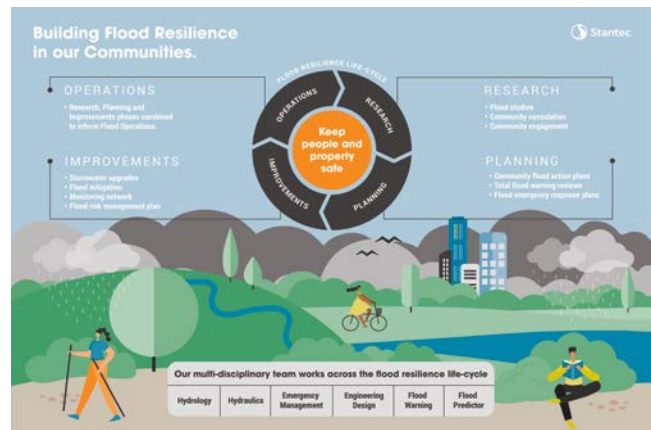 Building Flood Resilience
in our Communities.
Stantec
FLOOD RESILIENCE LIFE-CYCLE
OPERATIONS
RESEARCH
PLANNING
IMPROVEMENTS
Keep
people and
property
safe
OPERATIONS
• Research, Planning and
Improvements phases combined
to inform Flood Operations.
IMPROVEMENTS
• Stormwater upgrades
• Flood mitigation
• Monitoring network
• Flood risk management plan
RESEARCH
• Flood studies
• Community consulation
• Community engagement
PLANNING
• Community flood action plans
• Total flood warning reviews
• Flood emergency response plans
Our multi-disciplinary team works across the flood resilience life-cycle
Hydrology
Hydraulics
Emergency
Management
Engineering
Design
Flood
Warning
Flood
Predictor